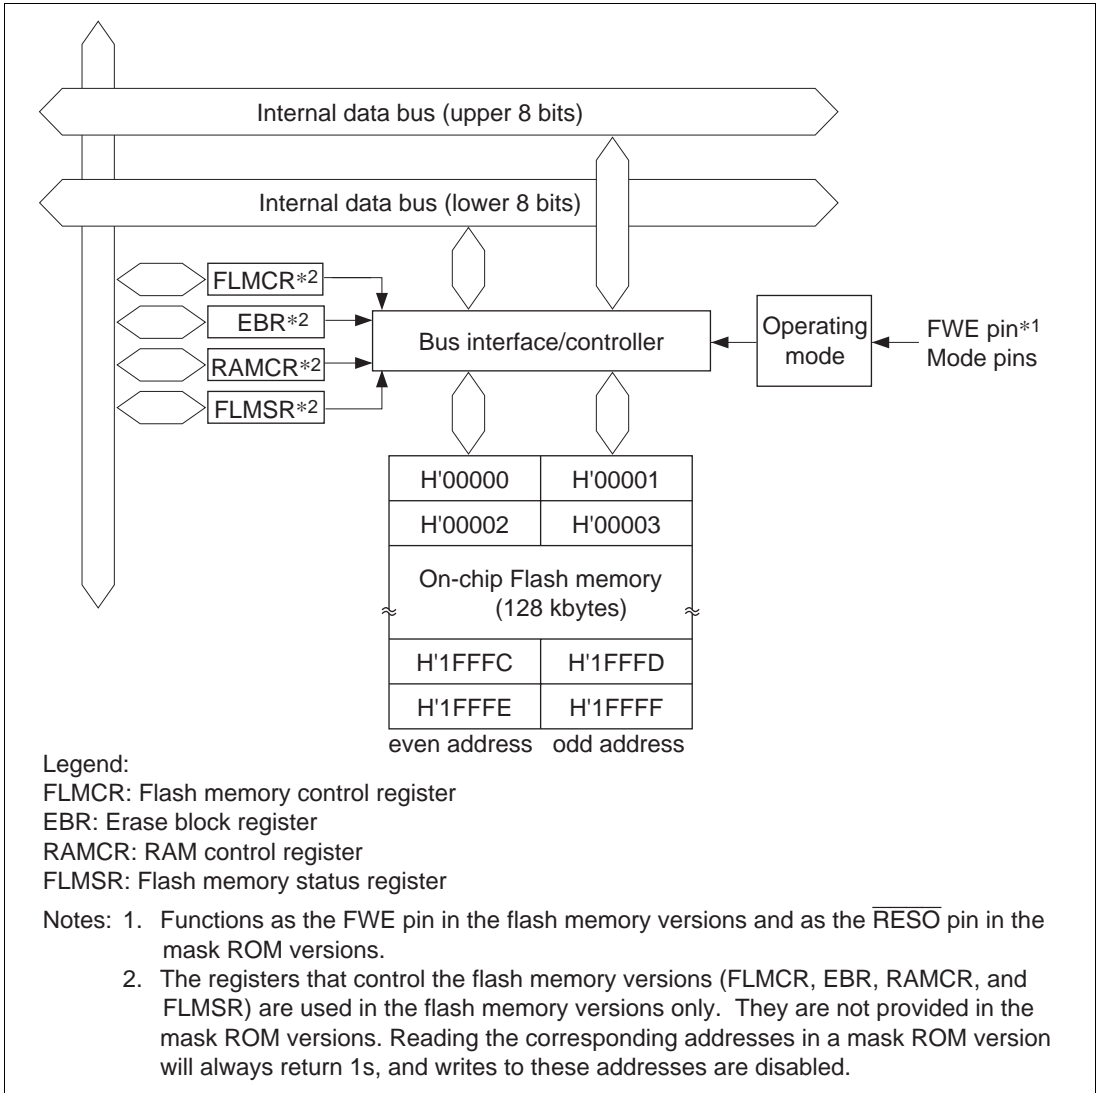 Internal data bus (upper 8 bits)
Internal data bus (lower 8 bits)
FLMCR*2
EBR*2
RAMCR*2
FLMSR*2
Bus interface/controller
Operating
mode
FWE pin*1
Mode pins
H'00000 H'00001
H'00002 H'00003
On-chip Flash memory
(128 kbytes)
H'1FFFC H'1FFFD
H'1FFFE H'1FFFF
even address odd address
Legend:
FLMCR: Flash memory control register
EBR: Erase block register
RAMCR: RAM control register
FLMSR: Flash memory status register
Notes: 1. Functions as the FWE pin in the flash memory versions and as the R̅E̅S̅O̅ pin in the
mask ROM versions.
2. The registers that control the flash memory versions (FLMCR, EBR, RAMCR, and
FLMSR) are used in the flash memory versions only. They are not provided in the
mask ROM versions. Reading the corresponding addresses in a mask ROM version
will always return 1s, and writes to these addresses are disabled.